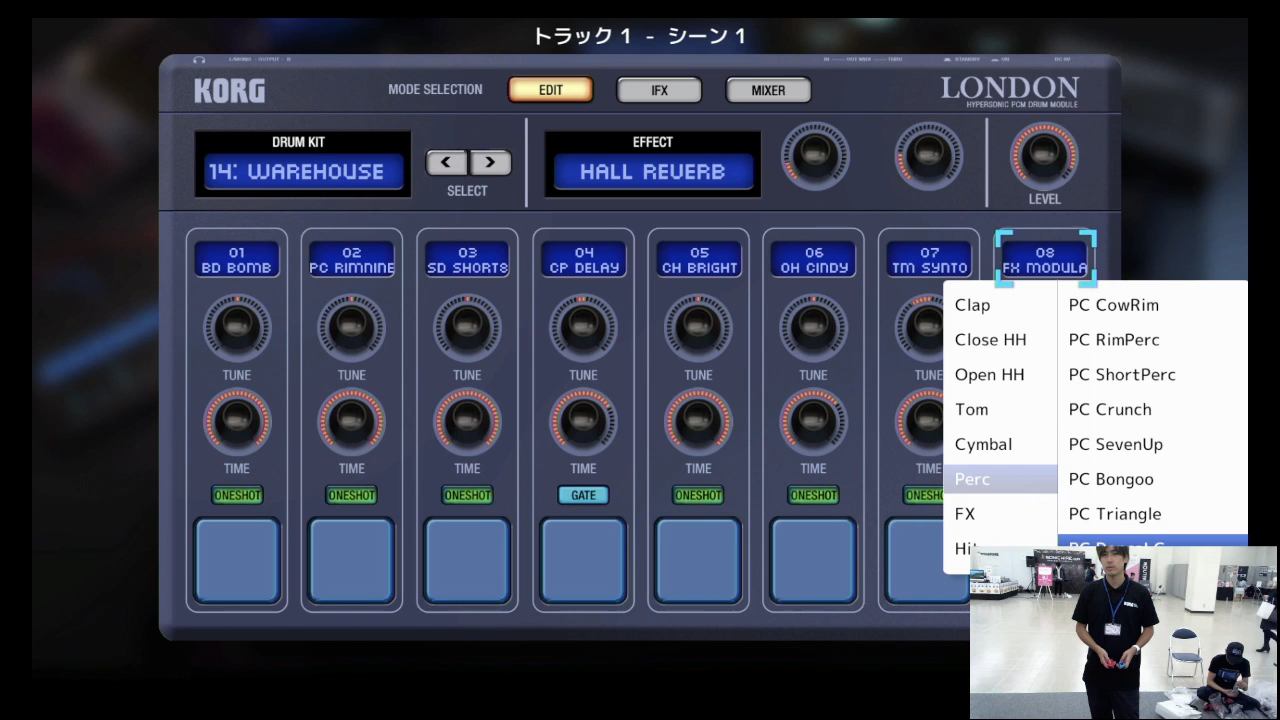 トラック 1 - シーン 1
KORG
MODE SELECTION
EDIT
IFX
MIXER
LONDON
HYPERSONIC PCM DRUM MODULE
DRUM KIT
14: WAREHOUSE
SELECT
EFFECT
HALL REVERB
LEVEL
01 02 03 04 05 06 07 08
BD BOMB PC RIMNINE SD SHORT8 CP DELAY CH BRIGHT OH CINDY TM SYNTO FX MODULA
TUNE TUNE TUNE TUNE TUNE TUNE TUNE
TIME TIME TIME TIME TIME TIME TIME
ONESHOT ONESHOT ONESHOT GATE ONESHOT ONESHOT
Clap
Close HH
Open HH
Tom
Cymbal
Perc
FX
PC CowRim
PC RimPerc
PC ShortPerc
PC Crunch
PC SevenUp
PC Bongoo
PC Triangle